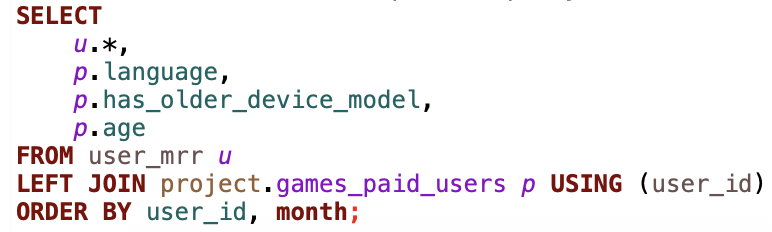 SELECT
u.*,
p.language,
p.has_older_device_model,
p.age
FROM user_mrr u
LEFT JOIN project.games_paid_users p USING (user_id)
ORDER BY user_id, month;